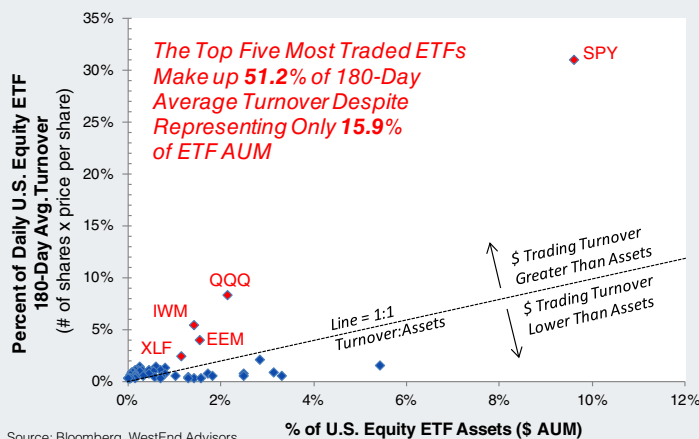 35%
30%
25%
20%
15%
10%
5%
0%
Percent of Daily U.S. Equity ETF
180-Day Avg. Turnover
(# of shares x price per share)
The Top Five Most Traded ETFs
Make up 51.2% of 180-Day
Average Turnover Despite
Representing Only 15.9%
of ETF AUM
SPY
QQQ
IWM
EEM
XLF
$ Trading Turnover
Greater Than Assets
$ Trading Turnover
Lower Than Assets
Line = 1:1
Turnover:Assets
0%
2%
4%
6%
8%
10%
12%
% of U.S. Equity ETF Assets ($ AUM)
Source: Bloomberg, WestEnd Advisors